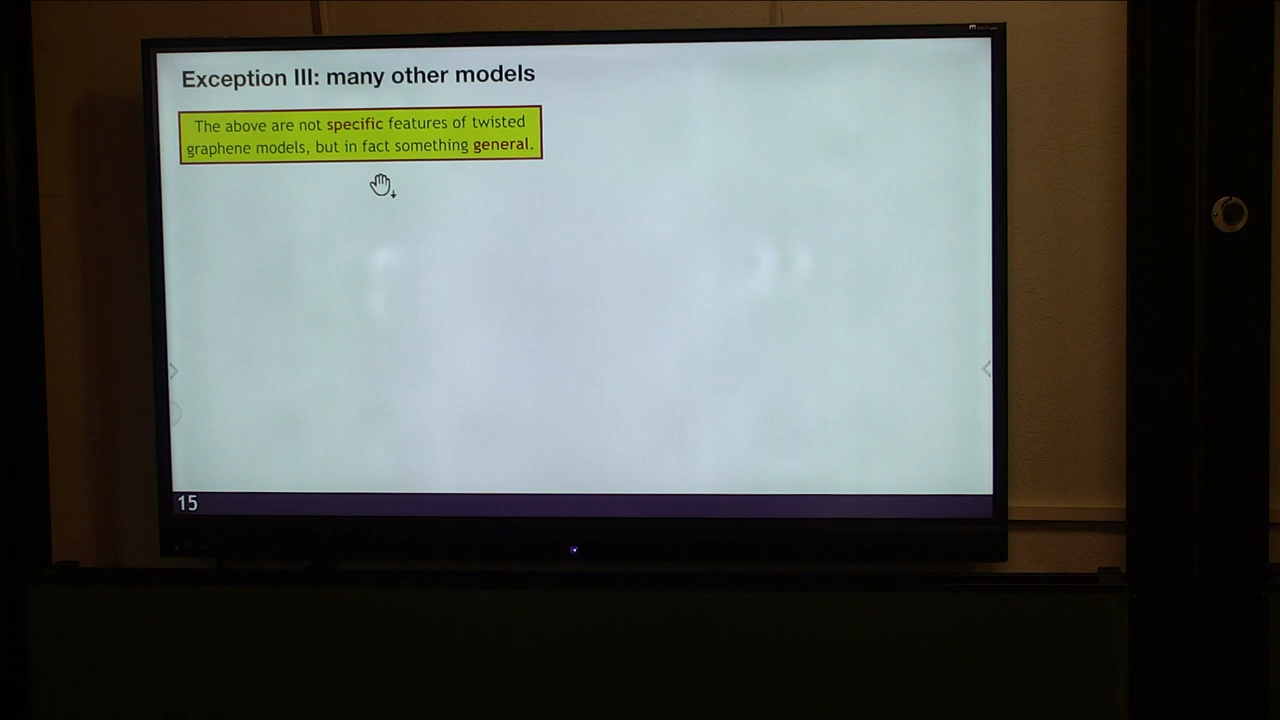 Exception III: many other models
The above are not specific features of twisted
graphene models, but in fact something general.
15